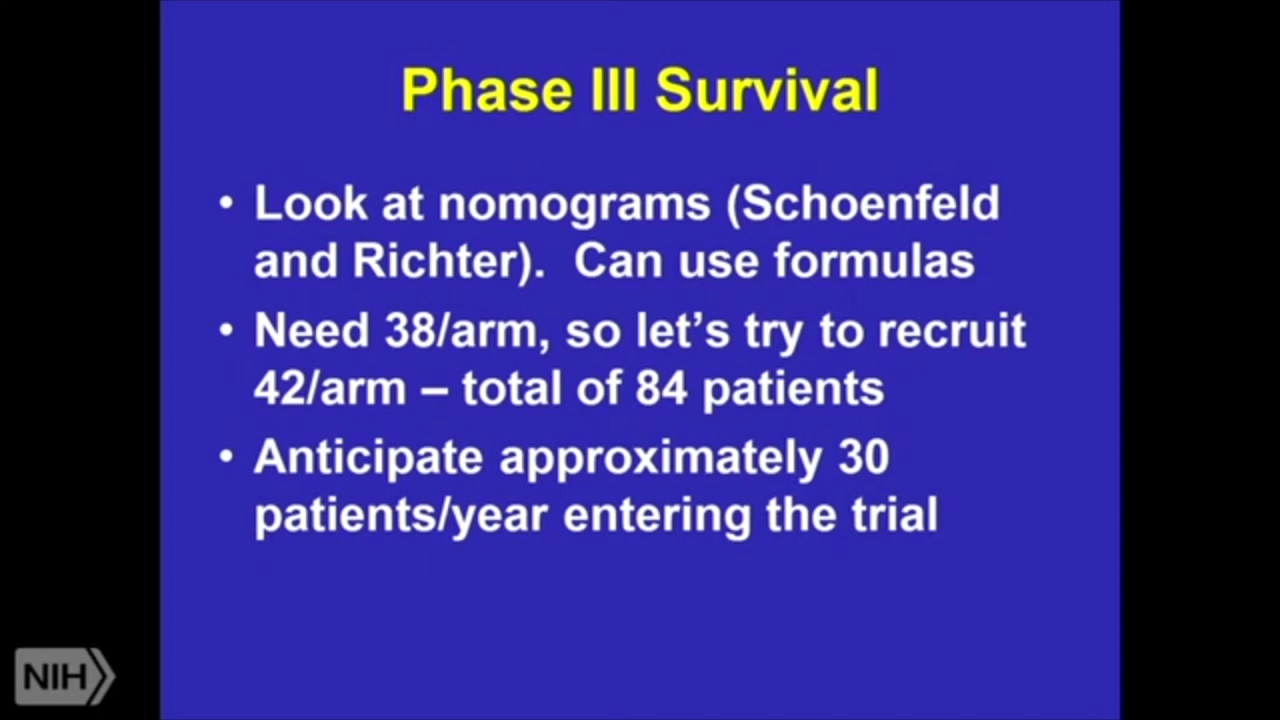 Phase III Survival
• Look at nomograms (Schoenfeld
and Richter).  Can use formulas
• Need 38/arm, so let’s try to recruit
42/arm – total of 84 patients
• Anticipate approximately 30
patients/year entering the trial
NIH